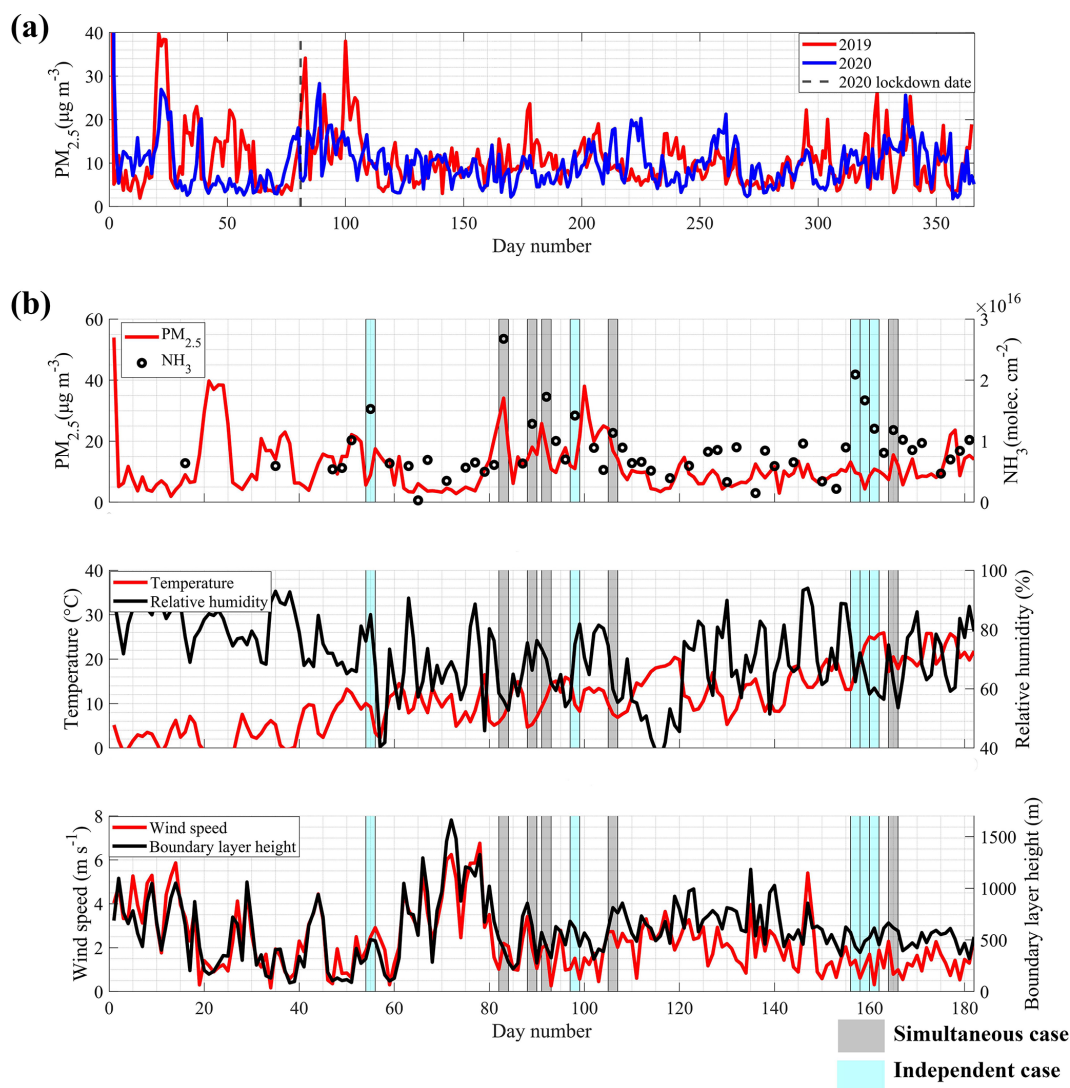 (a)
40
30
20
10
0
PM2.5(μg m−3)
2019
2020
2020 lockdown date
0 50 100 150 200 250 300 350
Day number
(b)
×10^16
60
40
20
0
PM2.5(μg m−3)
PM2.5
NH3
3
2
1
0
NH3(molec. cm−2)
40
30
20
10
0
Temperature (°C)
Temperature
Relative humidity
100
80
60
40
Relative humidity (%)
8
6
4
2
0
Wind speed (m s−1)
Wind speed
Boundary layer height
1500
1000
500
0
Boundary layer height (m)
0 20 40 60 80 100 120 140 160 180
Day number
Simultaneous case
Independent case